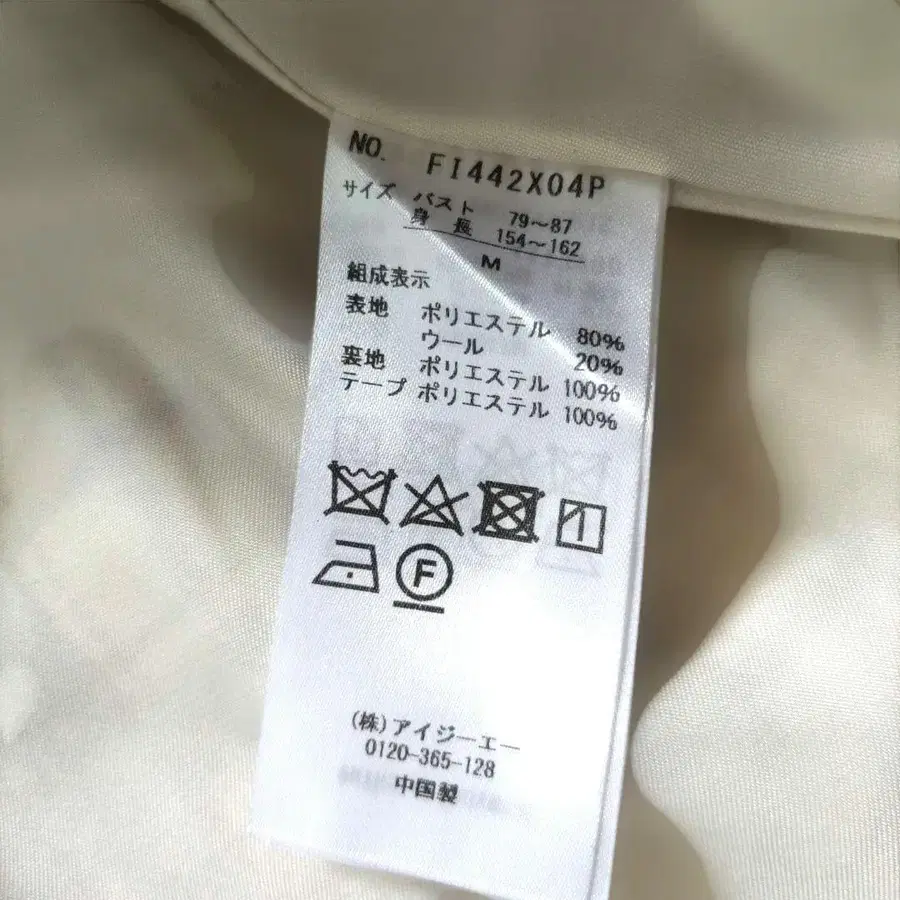 NO. FI442X04P
サイズ バスト 79〜87
身長 154〜162
M
組成表示
表地 ポリエステル 80%
ウール 20%
裏地 ポリエステル 100%
テープ ポリエステル 100%
F
(株)アイジーエー
0120-365-128
中国製